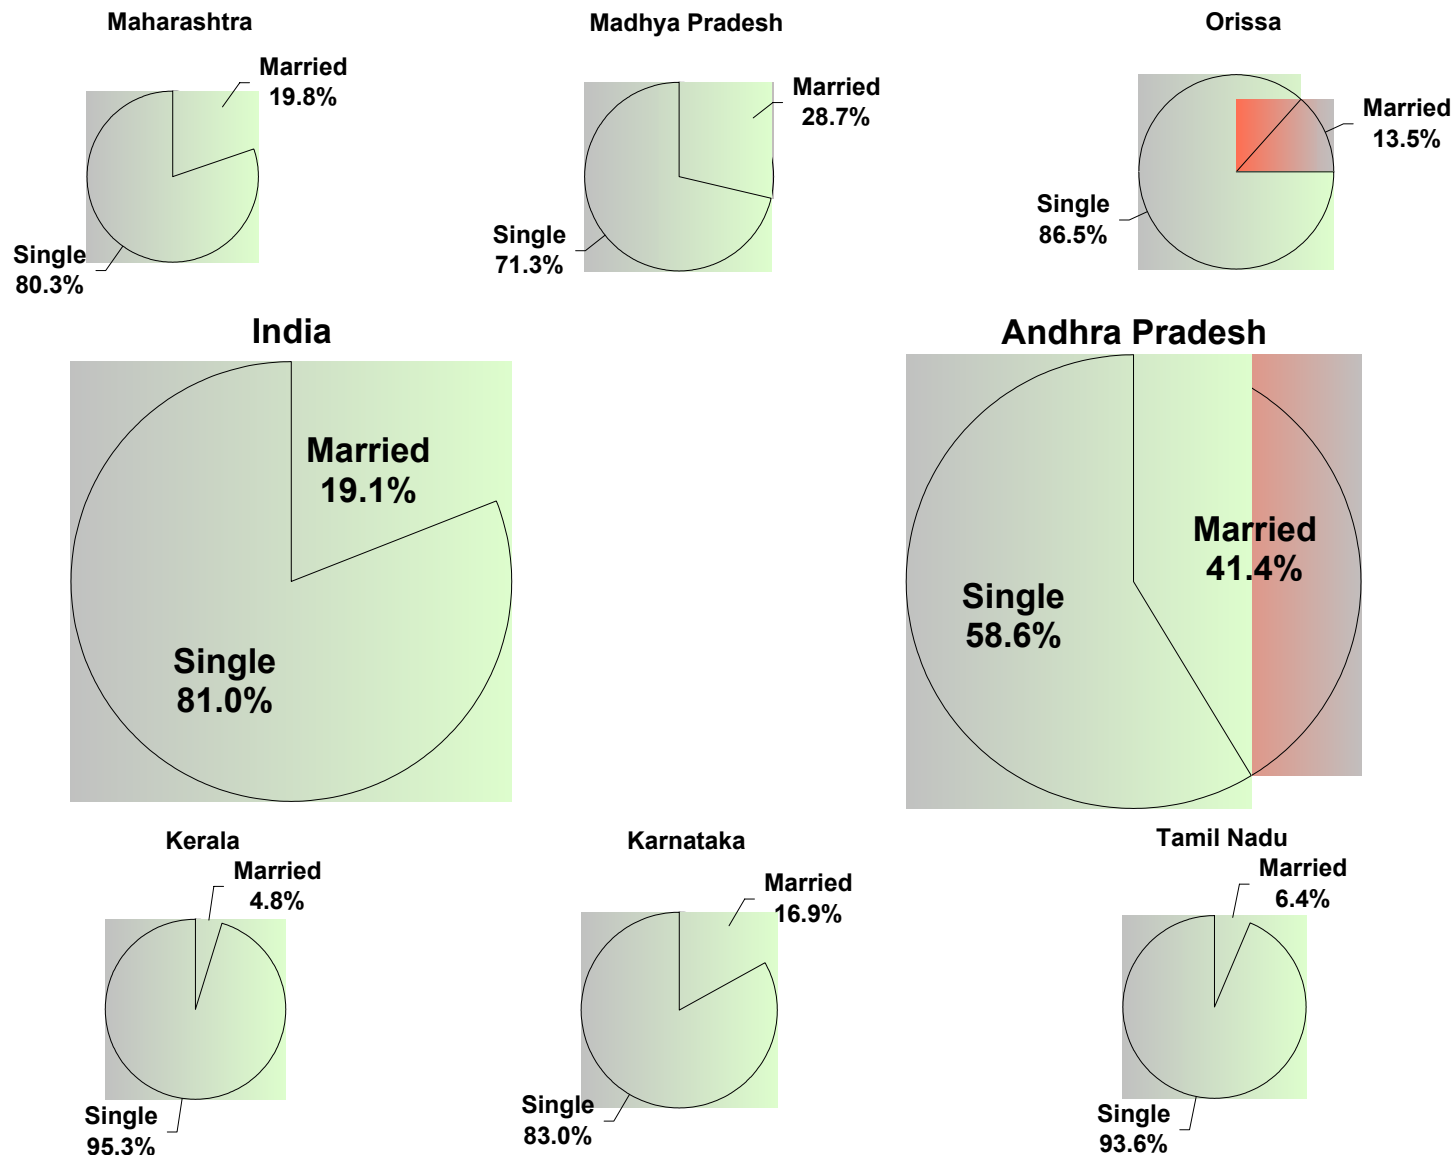 Maharashtra
Married
19.8%
Single
80.3%
Madhya Pradesh
Married
28.7%
Single
71.3%
Orissa
Married
13.5%
Single
86.5%
India
Married
19.1%
Single
81.0%
Andhra Pradesh
Married
41.4%
Single
58.6%
Kerala
Married
4.8%
Single
95.3%
Karnataka
Married
16.9%
Single
83.0%
Tamil Nadu
Married
6.4%
Single
93.6%